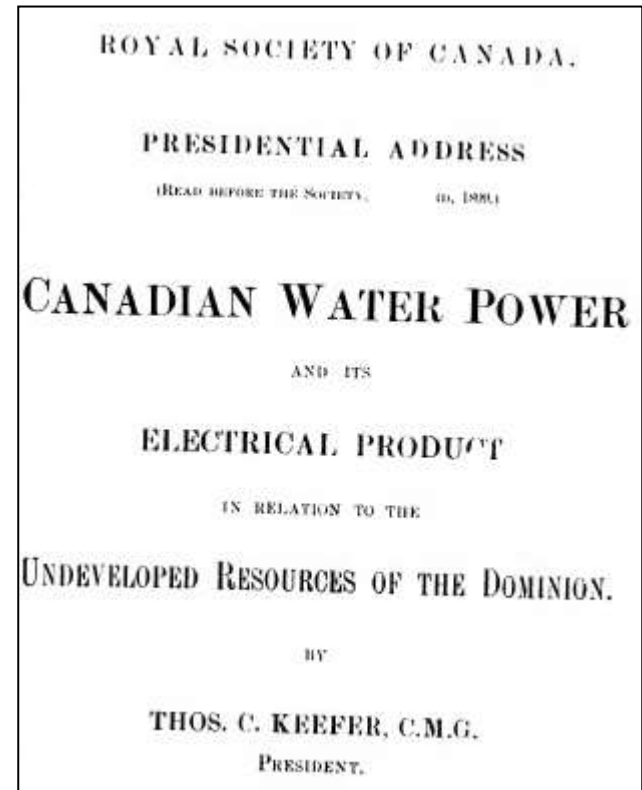 ROYAL SOCIETY OF CANADA.
PRESIDENTIAL ADDRESS
(READ BEFORE THE SOCIETY, 1899.)
CANADIAN WATER POWER
AND ITS
ELECTRICAL PRODUCT
IN RELATION TO THE
UNDEVELOPED RESOURCES OF THE DOMINION.
BY
THOS. C. KEEFER, C.M.G.
PRESIDENT.